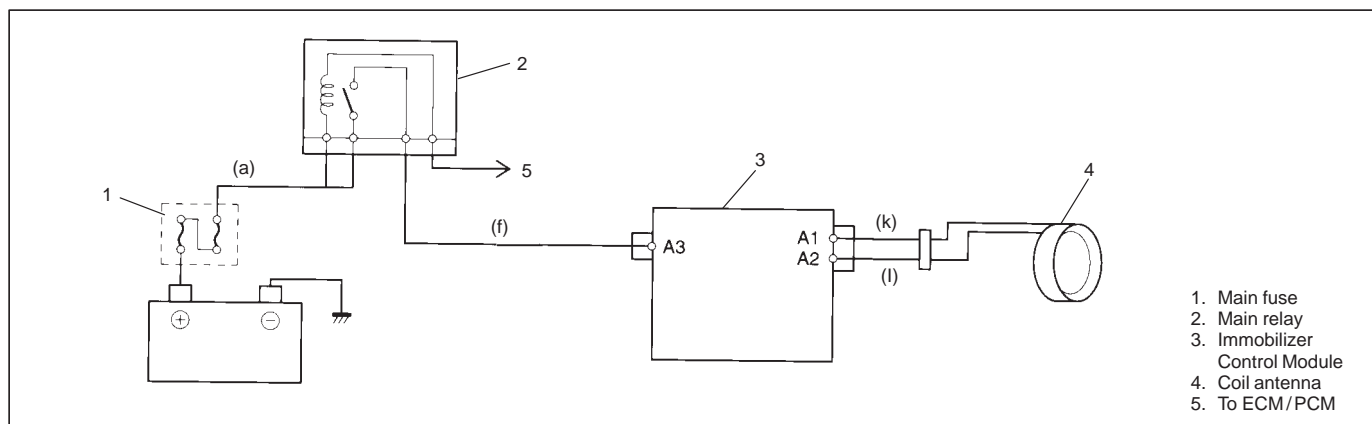 2
(a)
5
1
3
4
(f)
(k)
A1
A3
A2
(l)
+
−
1. Main fuse
2. Main relay
3. Immobilizer
Control Module
4. Coil antenna
5. To ECM/PCM